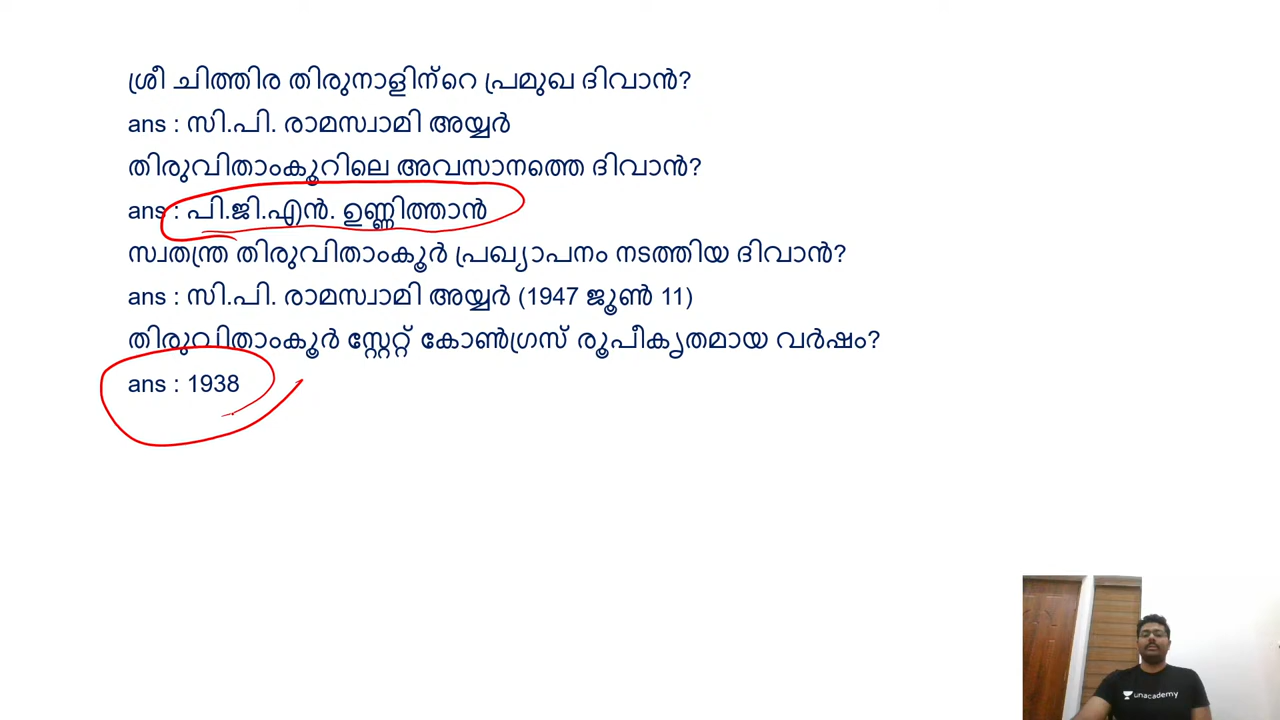 ശ്രീ ചിത്തിര തിരുനാളിന്റെ പ്രമുഖ ദിവാൻ?
ans : സി.പി. രാമസ്വാമി അയ്യർ
തിരുവിതാംകൂറിലെ അവസാനത്തെ ദിവാൻ?
ans : പി.ജി.എൻ. ഉണ്ണിത്താൻ
സ്വതന്ത്ര തിരുവിതാംകൂർ പ്രഖ്യാപനം നടത്തിയ ദിവാൻ?
ans : സി.പി. രാമസ്വാമി അയ്യർ (1947 ജൂൺ 11)
തിരുവിതാംകൂർ സ്റ്റേറ്റ് കോൺഗ്രസ് രൂപീകൃതമായ വർഷം?
ans : 1938
unacademy